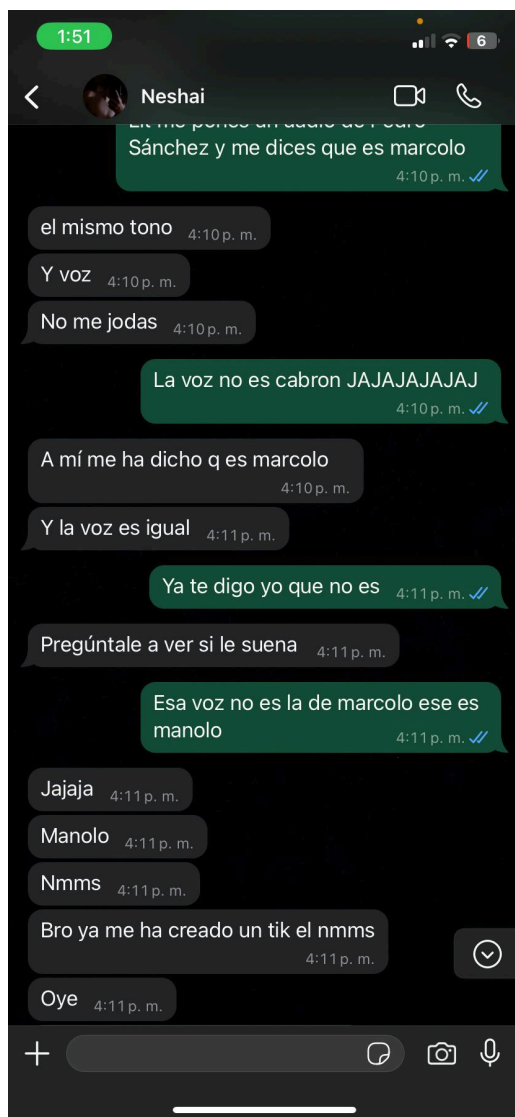 1:51
6
Neshai
Sánchez y me dices que es marcolo
4:10 p. m.
el mismo tono 4:10 p. m.
Y voz 4:10 p. m.
No me jodas 4:10 p. m.
La voz no es cabron JAJAJAJAJAJ
4:10 p. m.
A mí me ha dicho q es marcolo
4:10 p. m.
Y la voz es igual 4:11 p. m.
Ya te digo yo que no es 4:11 p. m.
Pregúntale a ver si le suena 4:11 p. m.
Esa voz no es la de marcolo ese es
manolo 4:11 p. m.
Jajaja 4:11 p. m.
Manolo 4:11 p. m.
Nmms 4:11 p. m.
Bro ya me ha creado un tik el nmms
4:11 p. m.
Oye 4:11 p. m.